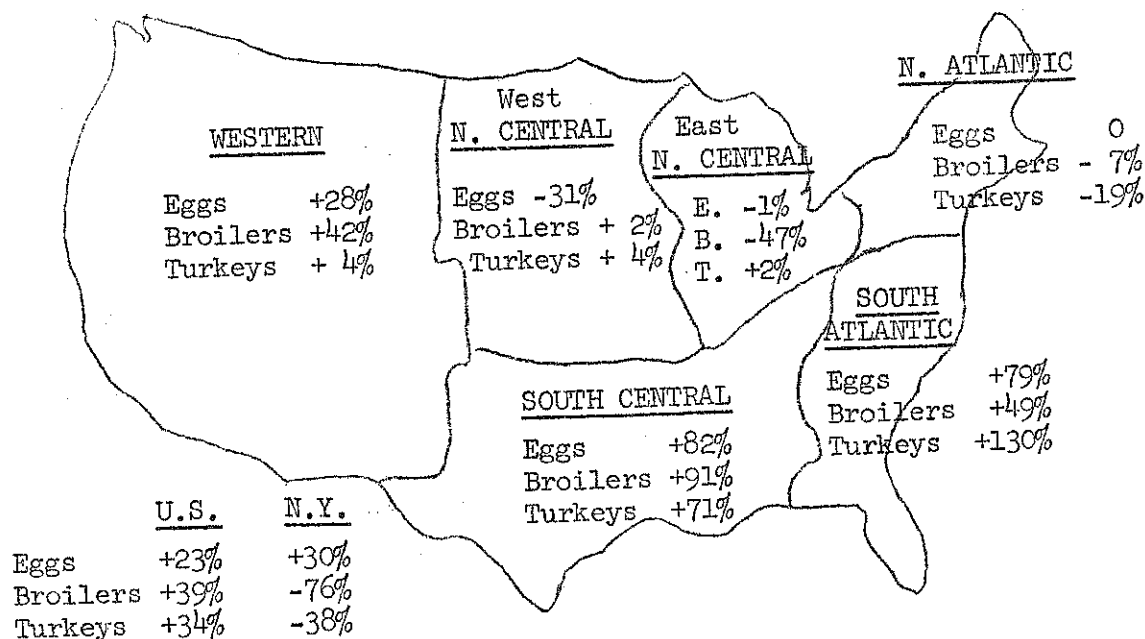 N. ATLANTIC
Eggs 0
Broilers - 7%
Turkeys -19%
West
N. CENTRAL
Eggs -31%
Broilers + 2%
Turkeys + 4%
East
N. CENTRAL
E. -1%
B. -47%
T. +2%
WESTERN
Eggs +28%
Broilers +42%
Turkeys + 4%
SOUTH
ATLANTIC
Eggs +79%
Broilers +49%
Turkeys +130%
SOUTH CENTRAL
Eggs +82%
Broilers +91%
Turkeys +71%
U.S. N.Y.
Eggs +23% +30%
Broilers +39% -76%
Turkeys +34% -38%